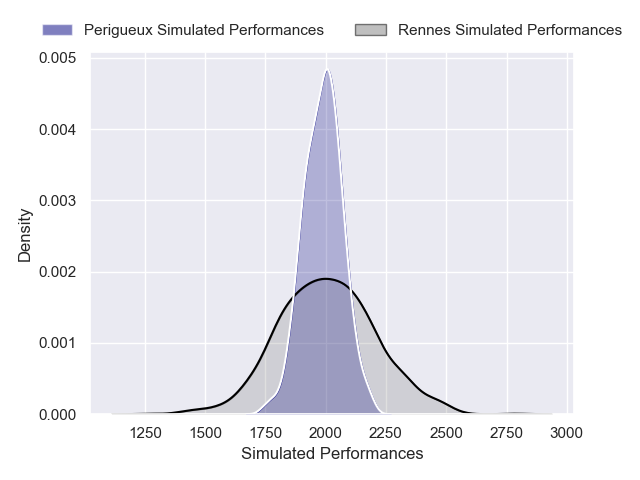 Perigueux Simulated Performances
Rennes Simulated Performances
0.005
0.004
0.003
0.002
0.001
0.000
Density
1250 1500 1750 2000 2250 2500 2750 3000
Simulated Performances